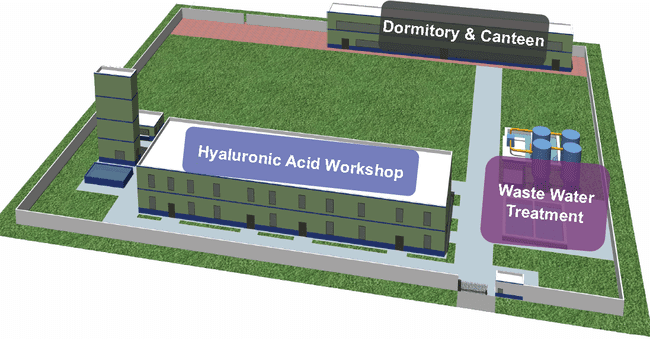 Dormitory & Canteen
Hyaluronic Acid Workshop
Waste Water
Treatment